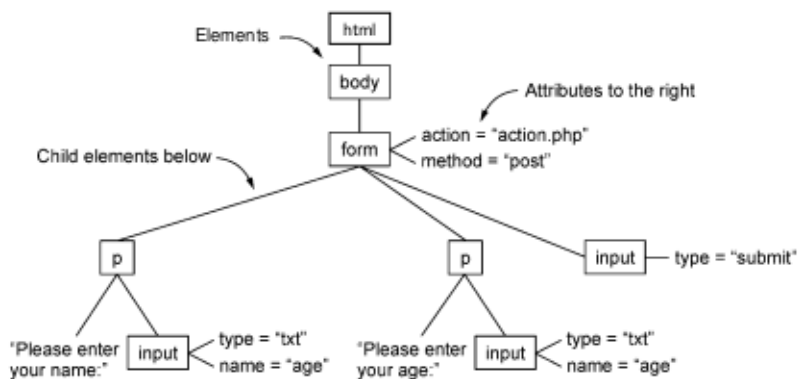 Elements
html
body
Attributes to the right
form
action = “action.php”
method = “post”
Child elements below
p
p
input
type = “submit”
“Please enter
your name:”
input
type = “txt”
name = “age”
“Please enter
your age:”
input
type = “txt”
name = “age”